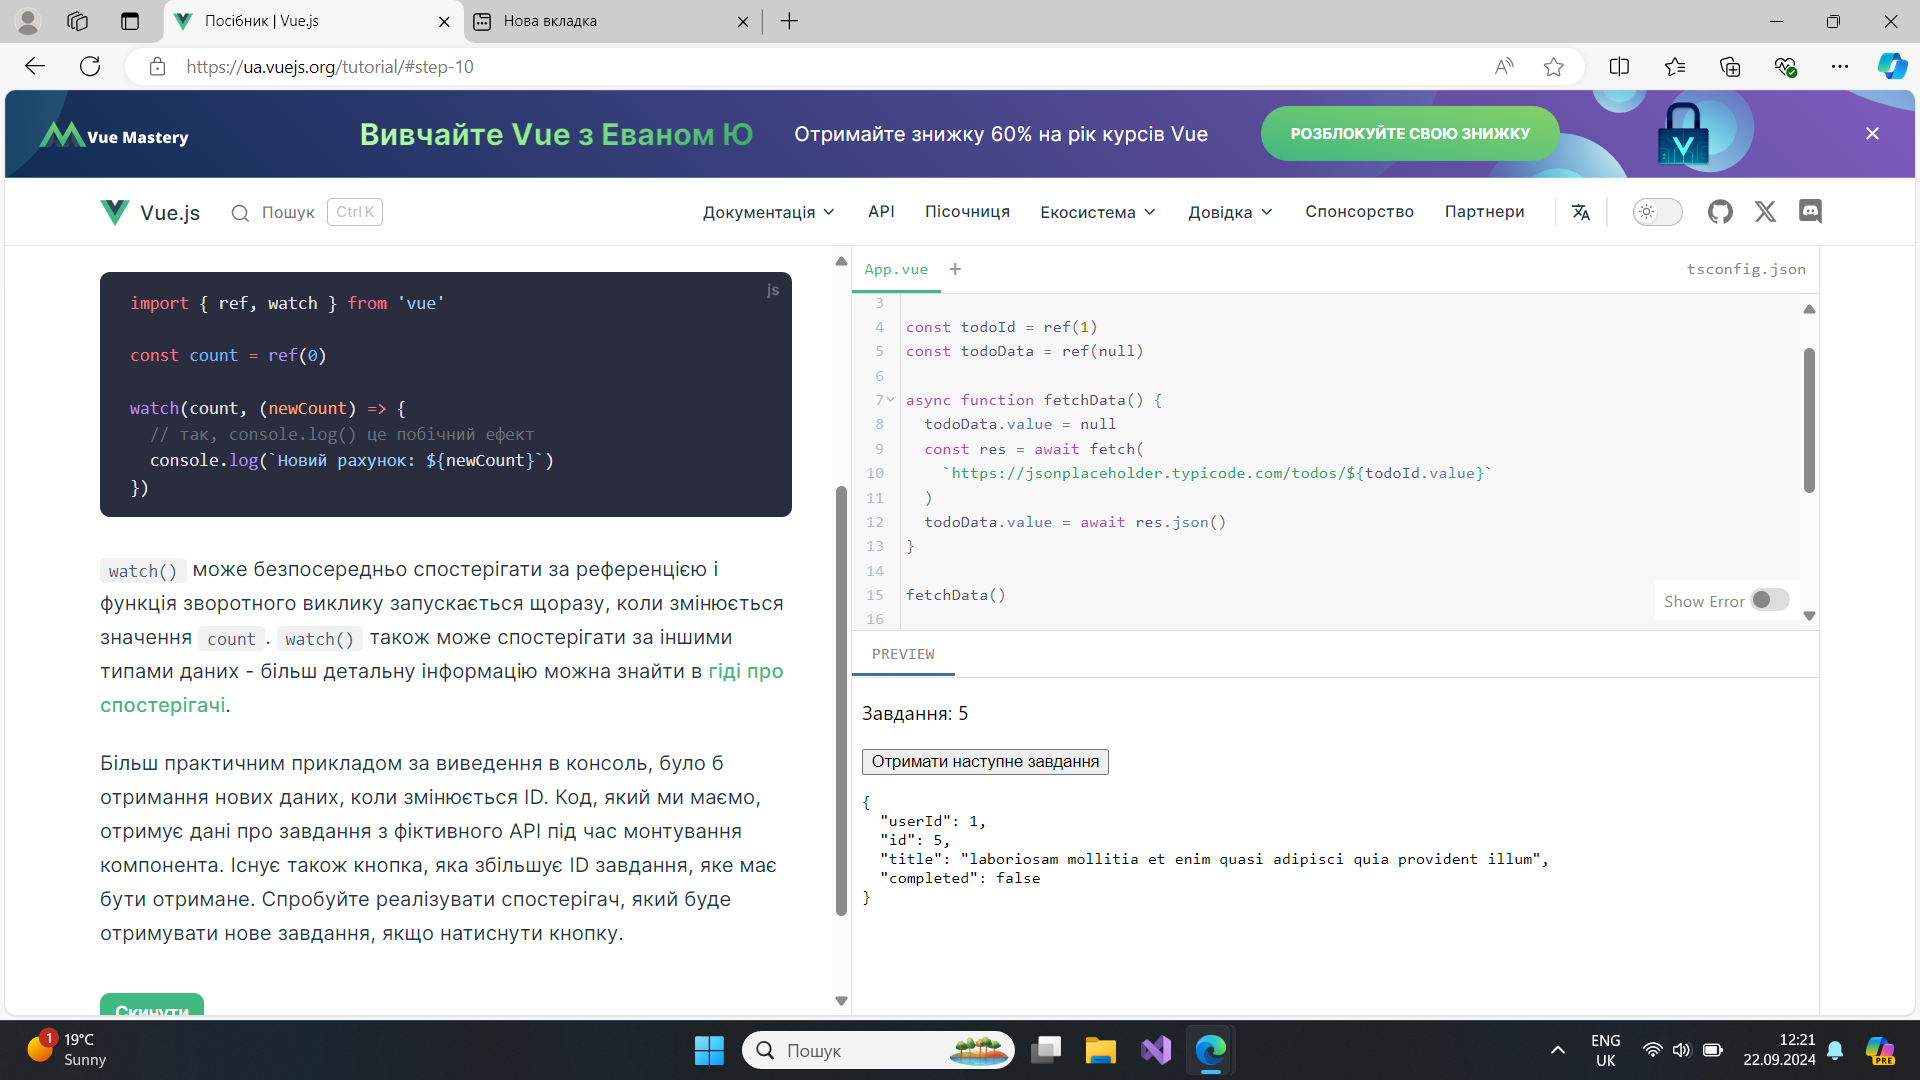 Посібник | Vue.js
Нова вкладка
https://ua.vuejs.org/tutorial/#step-10
Vue Mastery
Вивчайте Vue з Еваном Ю
Отримайте знижку 60% на рік курсів Vue
РОЗБЛОКУЙТЕ СВОЮ ЗНИЖКУ
Vue.js
Пошук
Ctrl K
Документація
API
Пісочниця
Екосистема
Довідка
Спонсорство
Партнери
js
import { ref, watch } from 'vue'
const count = ref(0)
watch(count, (newCount) => {
// так, console.log() це побічний ефект
console.log(`Новий рахунок: ${newCount}`)
})
watch() може безпосередньо спостерігати за референцією і
функція зворотного виклику запускається щоразу, коли змінюється
значення count. watch() також може спостерігати за іншими
типами даних - більш детальну інформацію можна знайти в гіді про
спостерігачі.
Більш практичним прикладом за виведення в консоль, було б
отримання нових даних, коли змінюється ID. Код, який ми маємо,
отримує дані про завдання з фіктивного API під час монтування
компонента. Існує також кнопка, яка збільшує ID завдання, яке має
бути отримане. Спробуйте реалізувати спостерігач, який буде
отримувати нове завдання, якщо натиснути кнопку.
Скинути
App.vue +
tsconfig.json
3
4 const todoId = ref(1)
5 const todoData = ref(null)
6
7 async function fetchData() {
8 todoData.value = null
9 const res = await fetch(
10 `https://jsonplaceholder.typicode.com/todos/${todoId.value}`
11 )
12 todoData.value = await res.json()
13 }
14
15 fetchData()
16
Show Error
PREVIEW
Завдання: 5
Отримати наступне завдання
{
"userId": 1,
"id": 5,
"title": "laboriosam mollitia et enim quasi adipisci quia provident illum",
"completed": false
}
1
19°C
Sunny
Пошук
ENG
UK
12:21
22.09.2024
PRE